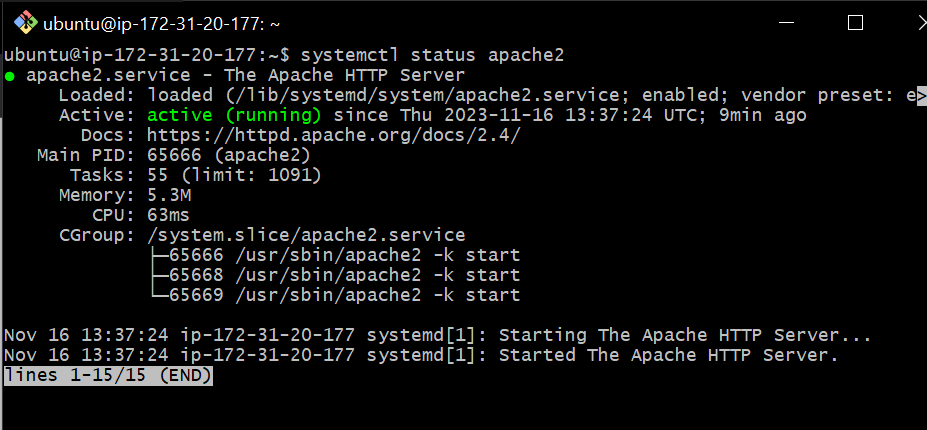 ubuntu@ip-172-31-20-177: ~
ubuntu@ip-172-31-20-177:~$ systemctl status apache2
● apache2.service - The Apache HTTP Server
     Loaded: loaded (/lib/systemd/system/apache2.service; enabled; vendor preset: e>
     Active: active (running) since Thu 2023-11-16 13:37:24 UTC; 9min ago
       Docs: https://httpd.apache.org/docs/2.4/
   Main PID: 65666 (apache2)
      Tasks: 55 (limit: 1091)
     Memory: 5.3M
        CPU: 63ms
     CGroup: /system.slice/apache2.service
             ├─65666 /usr/sbin/apache2 -k start
             ├─65668 /usr/sbin/apache2 -k start
             └─65669 /usr/sbin/apache2 -k start
Nov 16 13:37:24 ip-172-31-20-177 systemd[1]: Starting The Apache HTTP Server...
Nov 16 13:37:24 ip-172-31-20-177 systemd[1]: Started The Apache HTTP Server.
lines 1-15/15 (END)